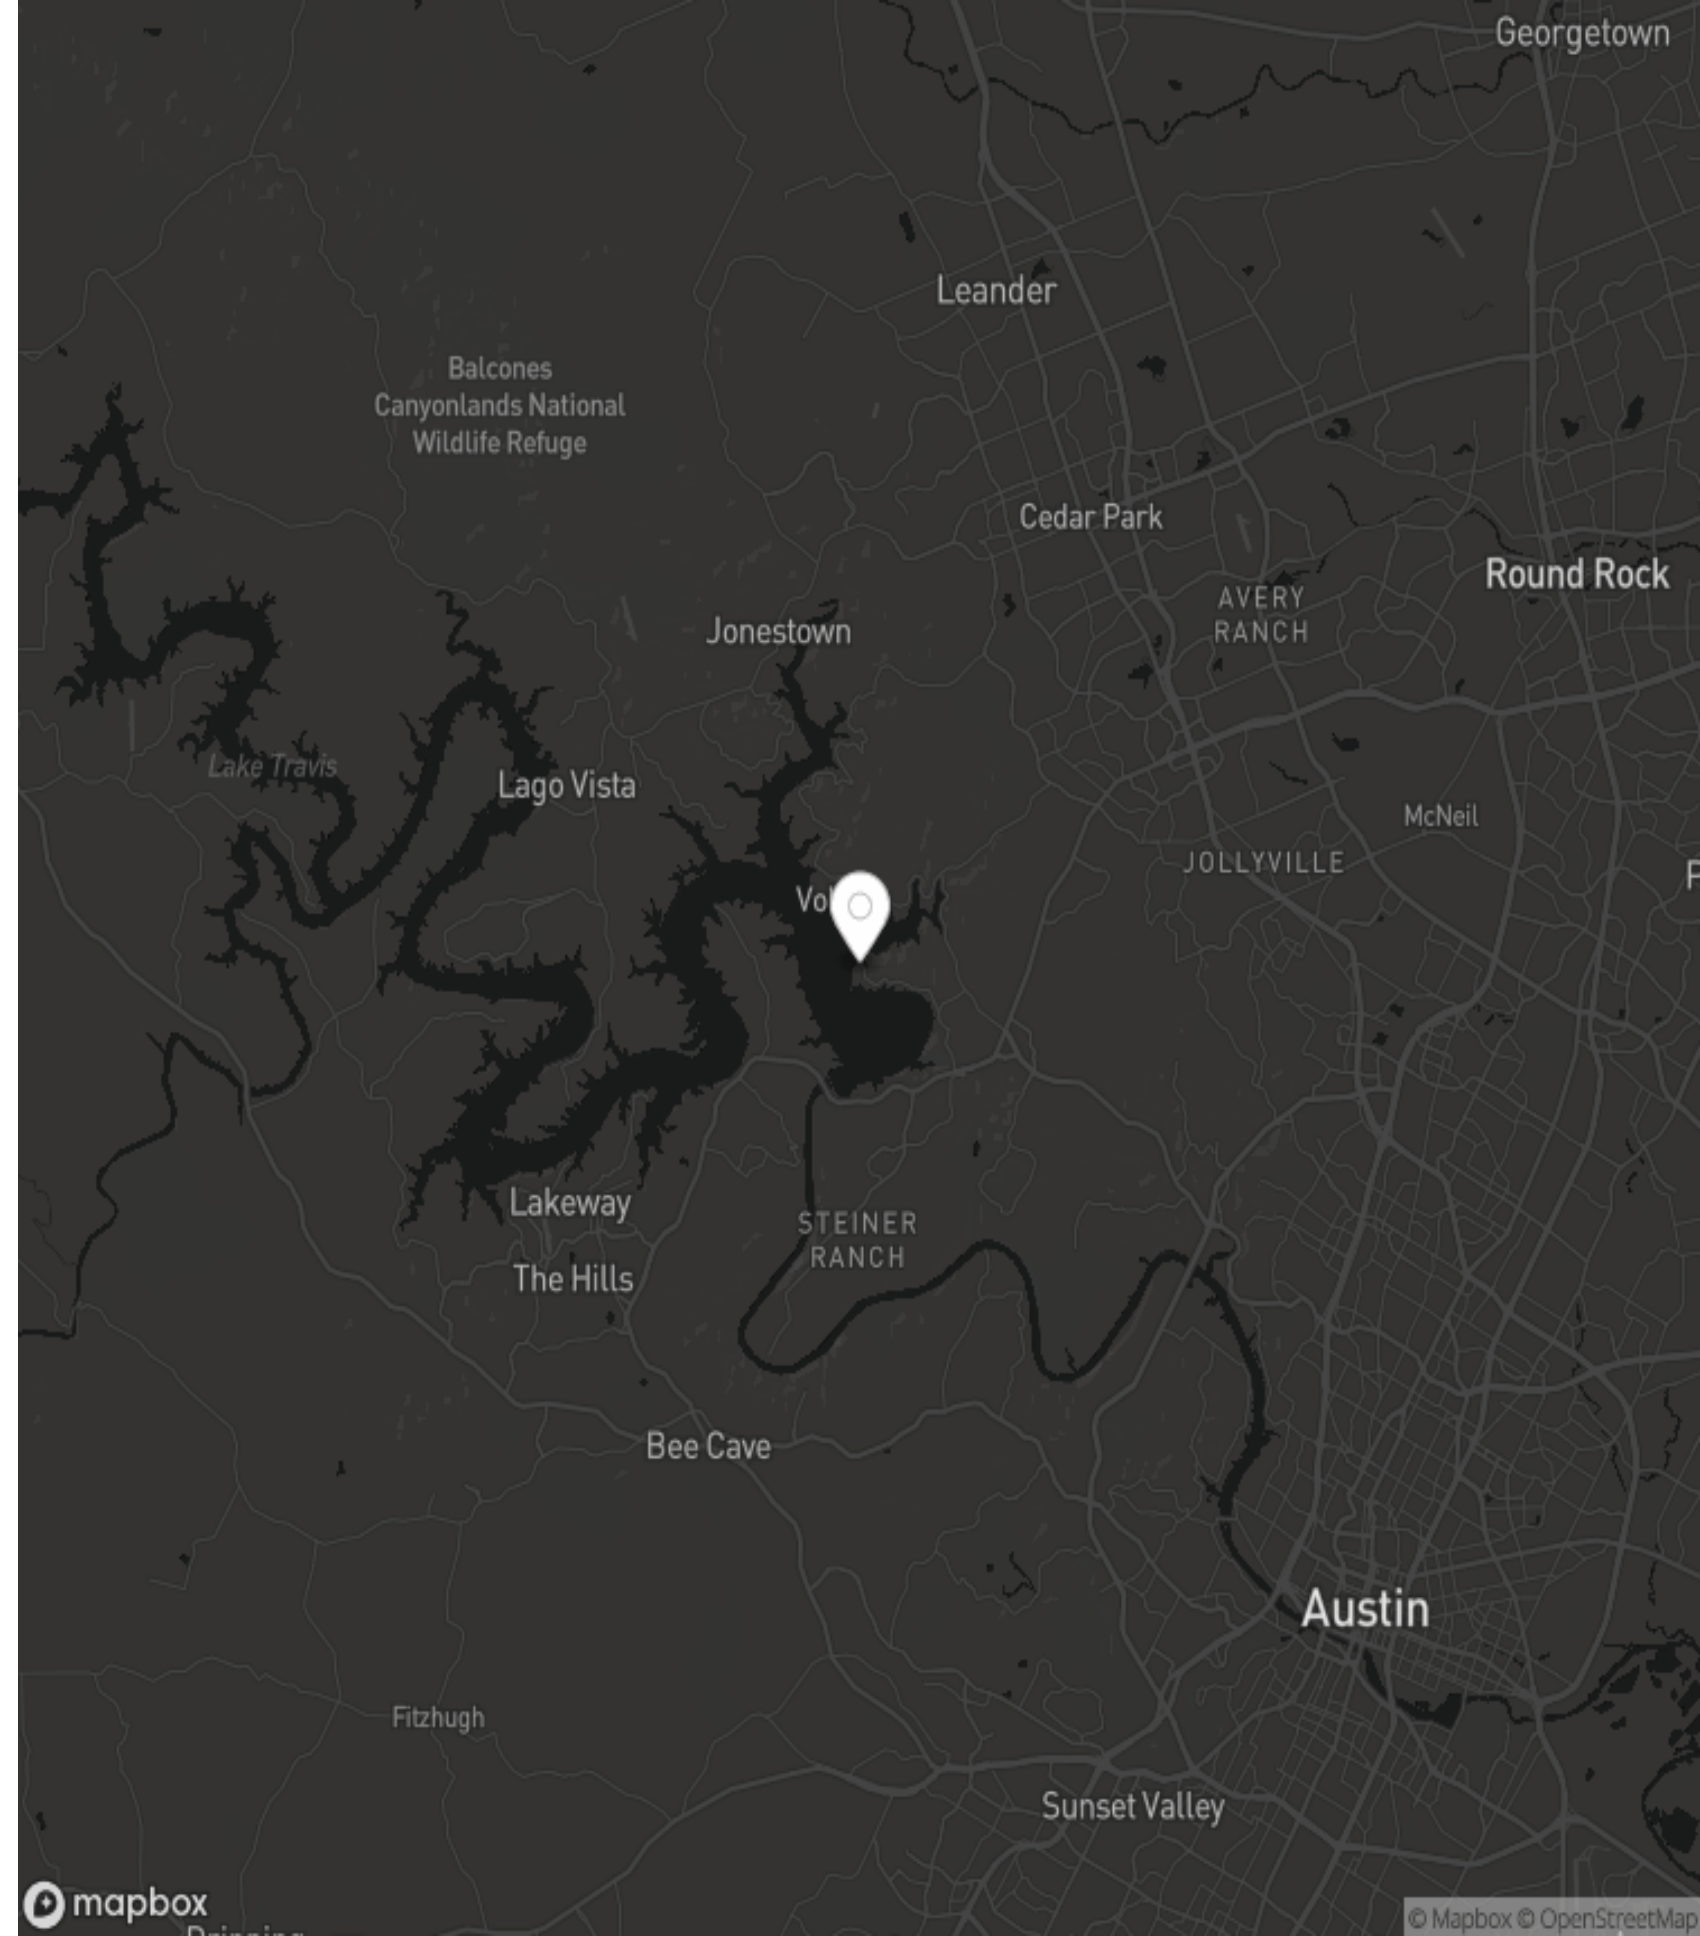 Georgetown
Leander
Balcones
Canyonlands National
Wildlife Refuge
Cedar Park
Round Rock
AVERY
RANCH
Jonestown
Lake Travis
Lago Vista
McNeil
JOLLYVILLE
Lakeway
STEINER
RANCH
The Hills
Bee Cave
Austin
Fitzhugh
Sunset Valley
mapbox
© Mapbox © OpenStreetMap